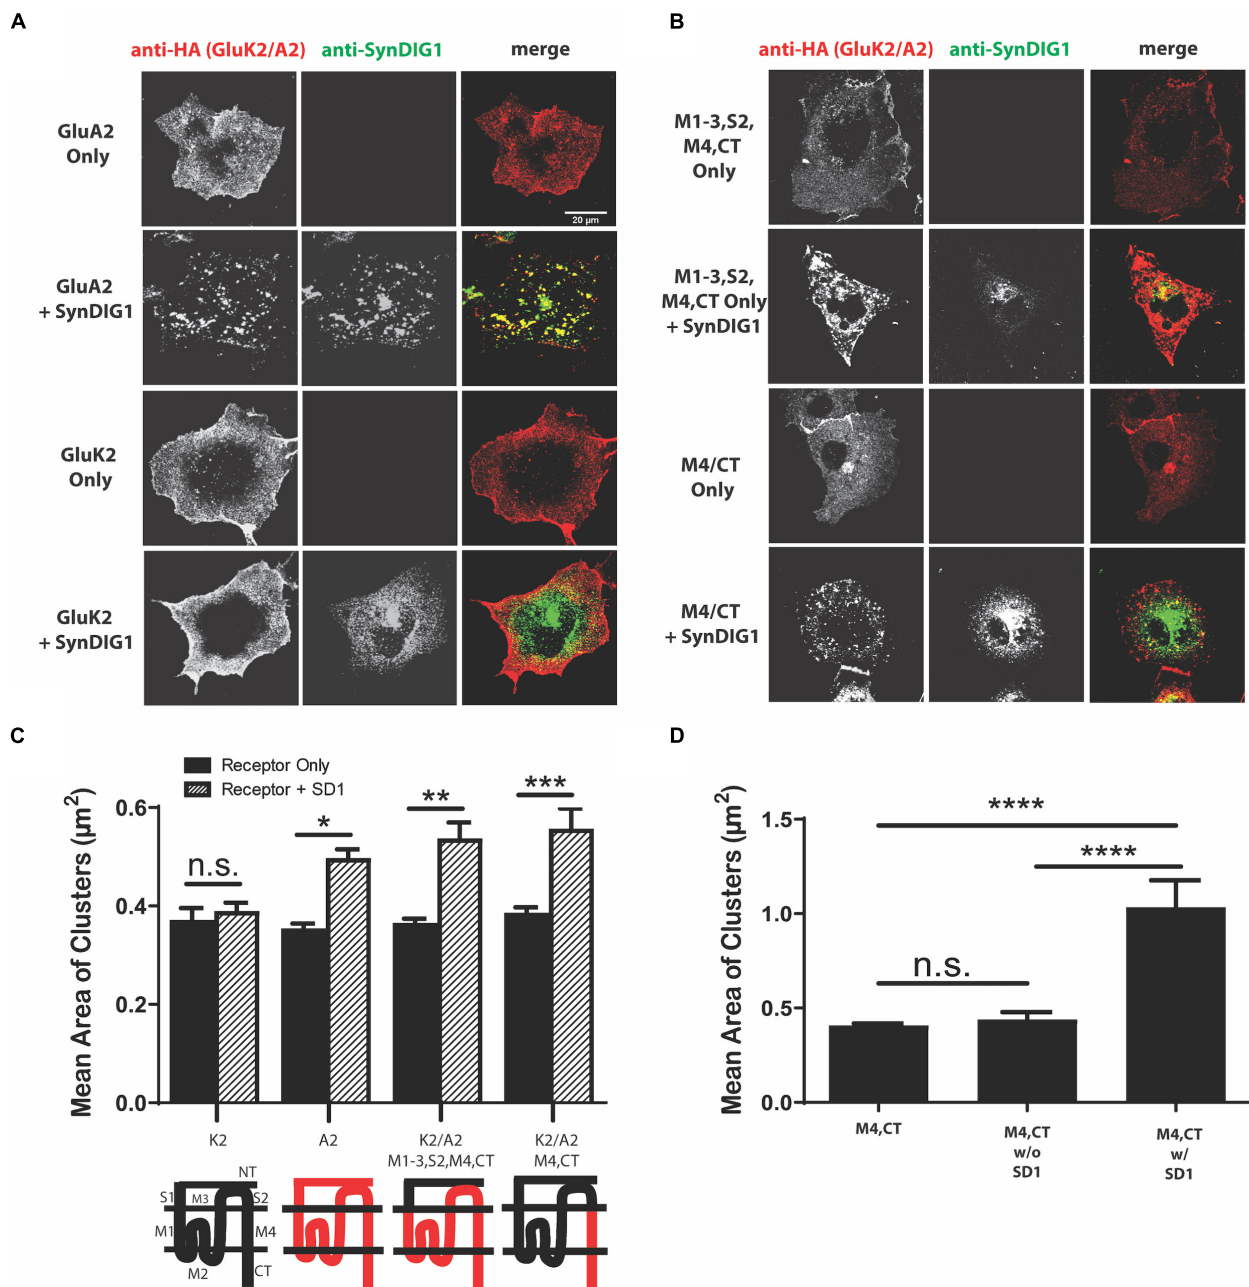 A
anti-HA (GluK2/A2) anti-SynDIG1 merge
GluA2
Only
20 µm
GluA2
+ SynDIG1
GluK2
Only
GluK2
+ SynDIG1
B
anti-HA (GluK2/A2) anti-SynDIG1 merge
M1-3,S2,
M4,CT
Only
M1-3,S2,
M4,CT Only
+ SynDIG1
M4/CT
Only
M4/CT
+ SynDIG1
C
Receptor Only
Receptor + SD1
Mean Area of Clusters (µm²)
0.6
0.4
0.2
0.0
n.s.
*
**
***
K2 A2 K2/A2 K2/A2
M1-3,S2,M4,CT M4,CT
NT
S1 M3 S2
M1 M4
M2 CT
D
Mean Area of Clusters (µm²)
1.5
1.0
0.5
0.0
****
****
n.s.
M4,CT M4,CT M4,CT
w/o w/
SD1 SD1